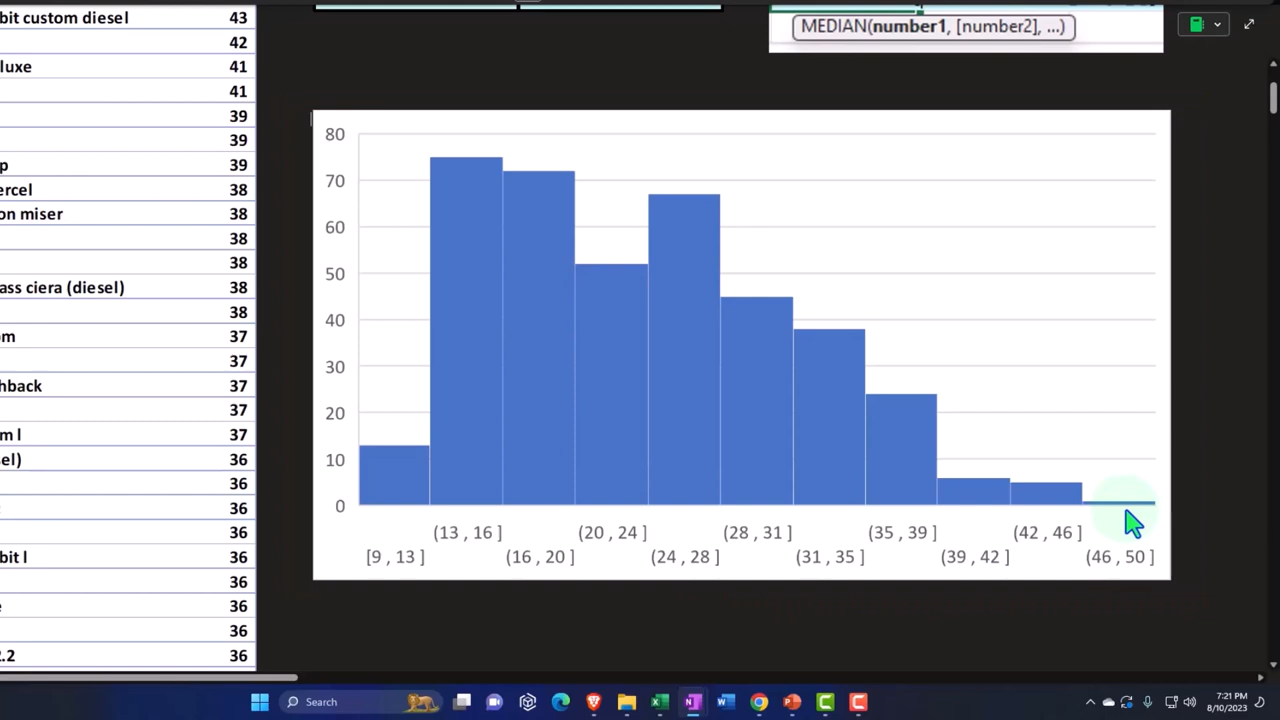 bit custom diesel 43
42
luxe 41
41
39
39
p 39
ercel 38
on miser 38
38
38
ass ciera (diesel) 38
38
om 37
37
hback 37
37
m l 37
sel) 36
36
36
bit l 36
36
e 36
36
2.2 36
MEDIAN(number1, [number2], ...)
80
70
60
50
40
30
20
10
0
(13 , 16 ] (20 , 24 ] (28 , 31 ] (35 , 39 ] (42 , 46 ]
[9 , 13 ] (16 , 20 ] (24 , 28 ] (31 , 35 ] (39 , 42 ] (46 , 50 ]
Search
7:21 PM
8/10/2023